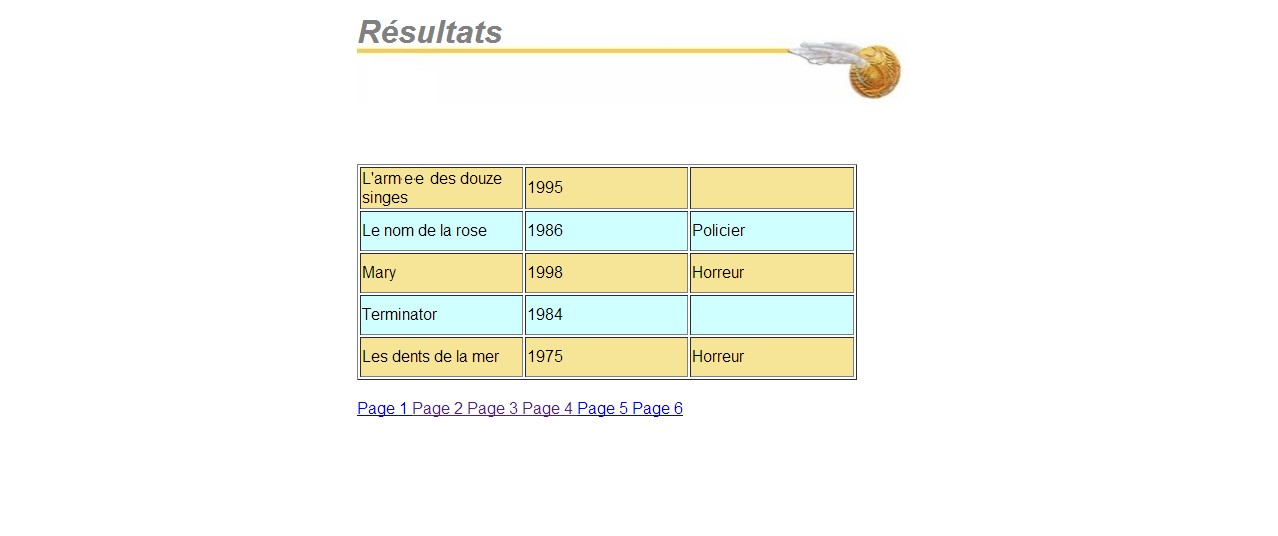 Résultats
L'arm·e·e· des douze
singes
1995
Le nom de la rose
1986
Policier
Mary
1998
Horreur
Terminator
1984
Les dents de la mer
1975
Horreur
Page 1 Page 2 Page 3 Page 4 Page 5 Page 6